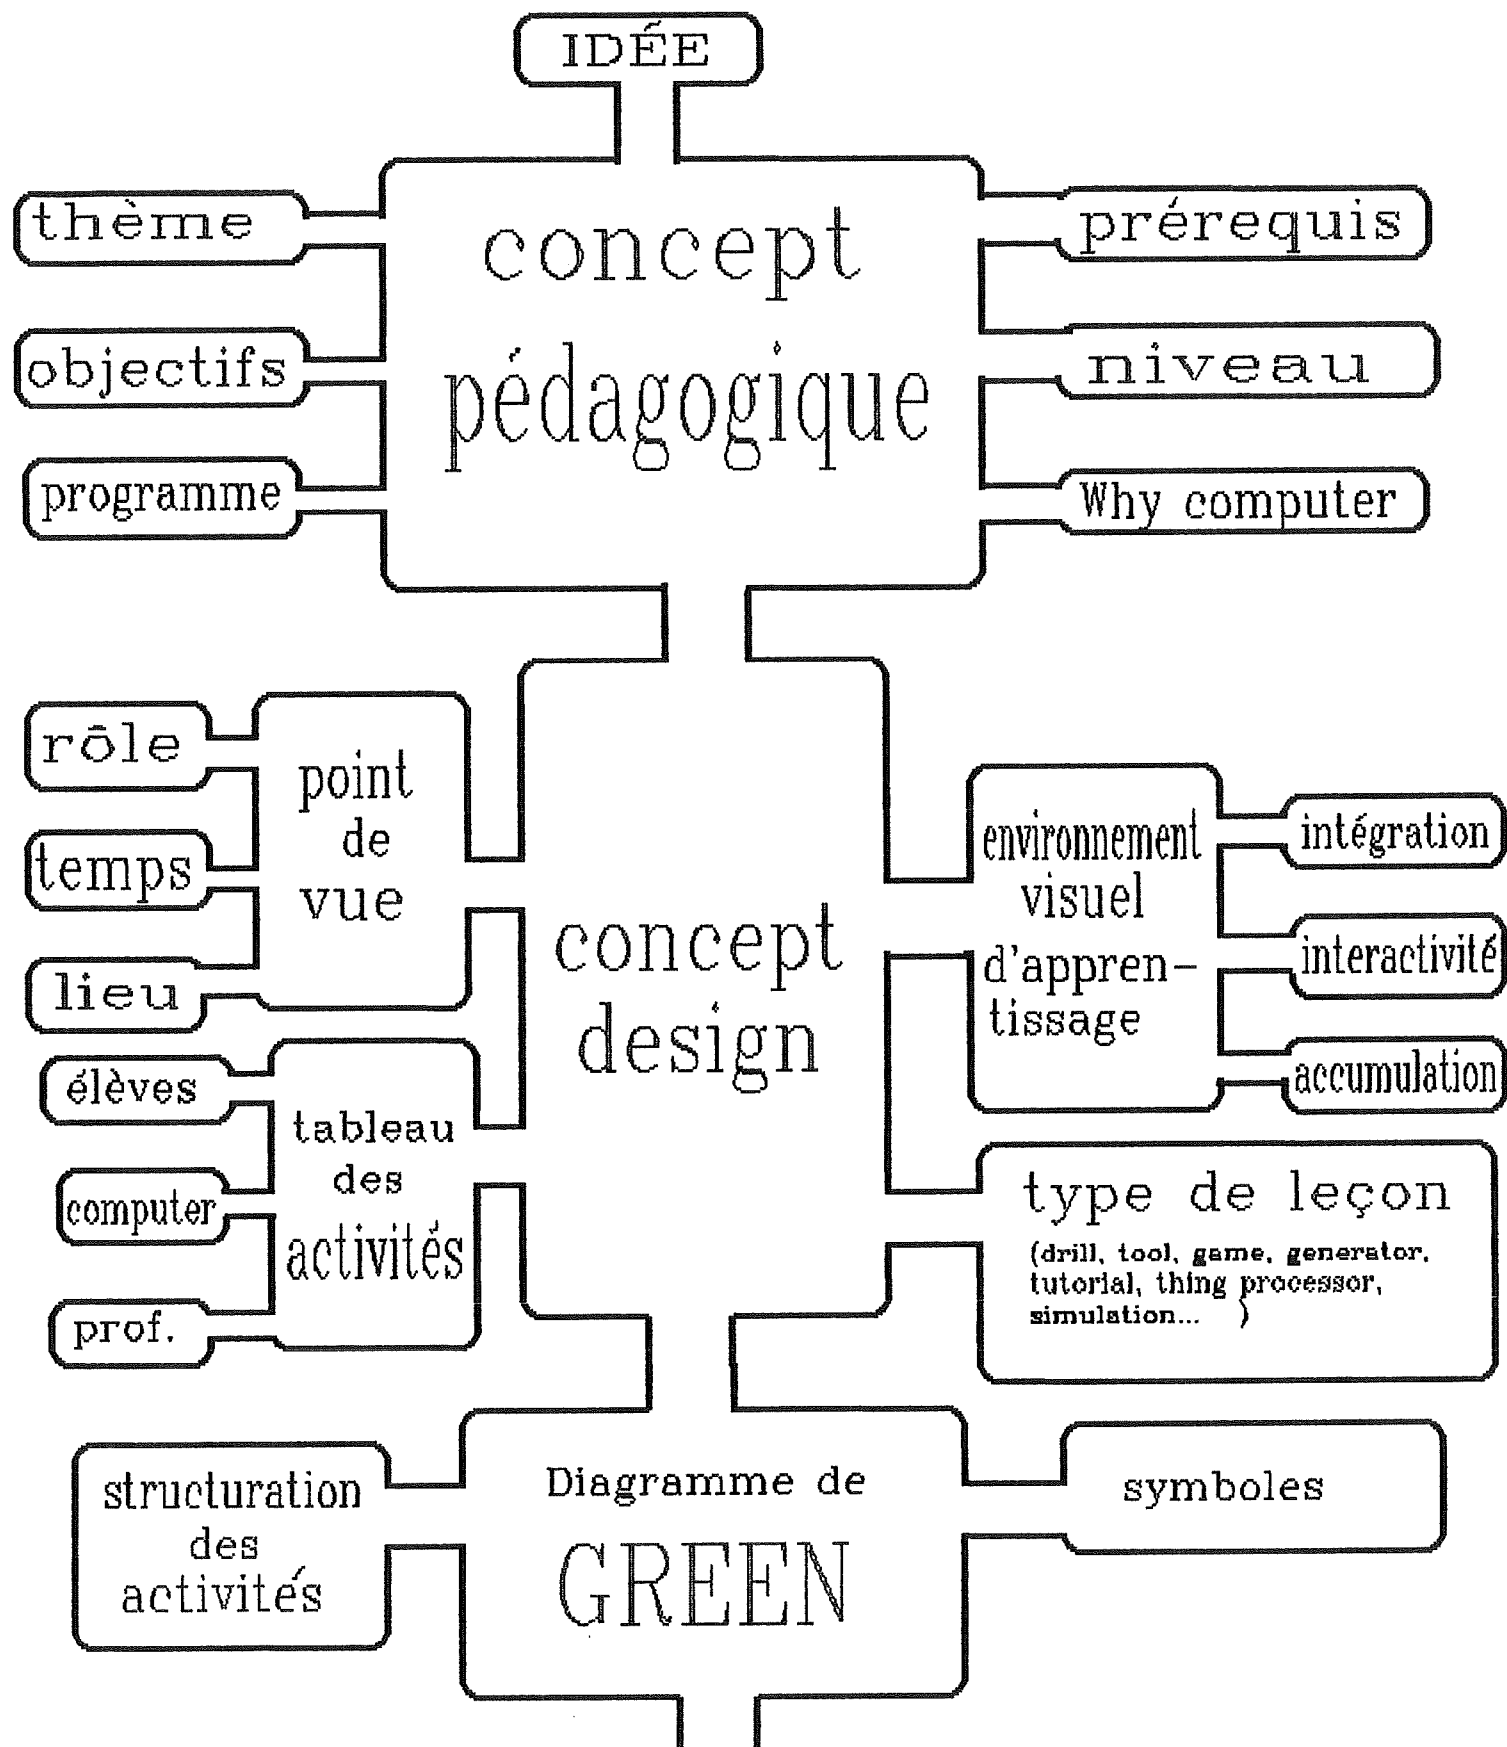 IDÉE
concept
pédagogique
thème
objectifs
programme
prérequis
niveau
Why computer
concept
design
point
de
vue
rôle
temps
lieu
tableau
des
activités
élèves
computer
prof.
environnement
visuel
d'appren-
tissage
intégration
interactivité
accumulation
type de leçon
(drill, tool, game, generator,
tutorial, thing processor,
simulation... )
Diagramme de
GREEN
structuration
des
activités
symboles